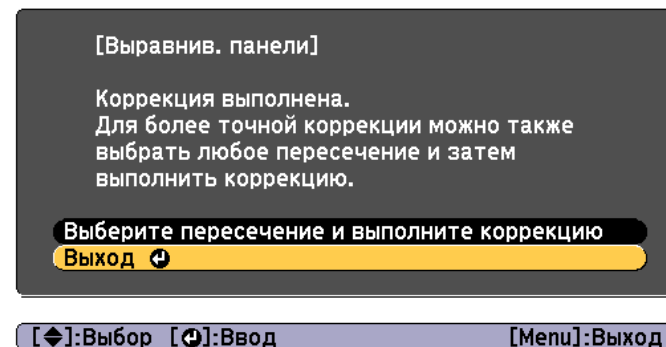 [Выравнив. панели]
Коррекция выполнена.
Для более точной коррекции можно также
выбрать любое пересечение и затем
выполнить коррекцию.
Выберите пересечение и выполните коррекцию
Выход
[]:Выбор []:Ввод [Menu]:Выход